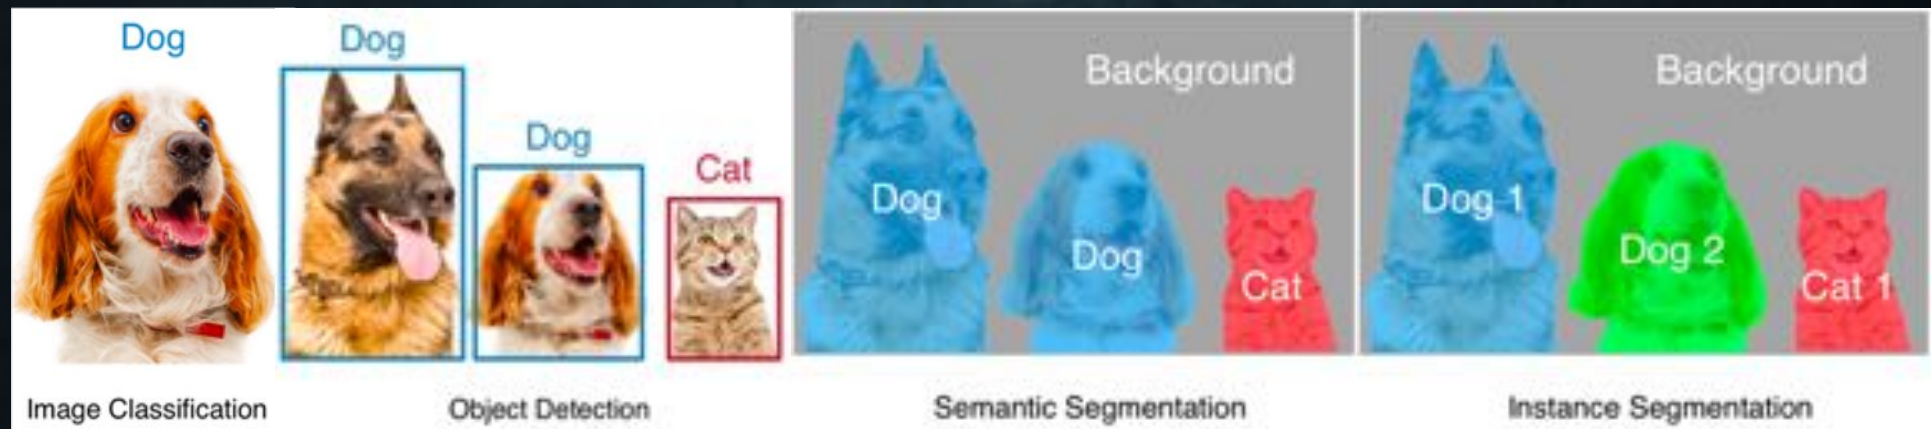 Dog
Dog
Dog
Cat
Background
Dog
Dog
Cat
Background
Dog 1
Dog 2
Cat 1
Image Classification
Object Detection
Semantic Segmentation
Instance Segmentation